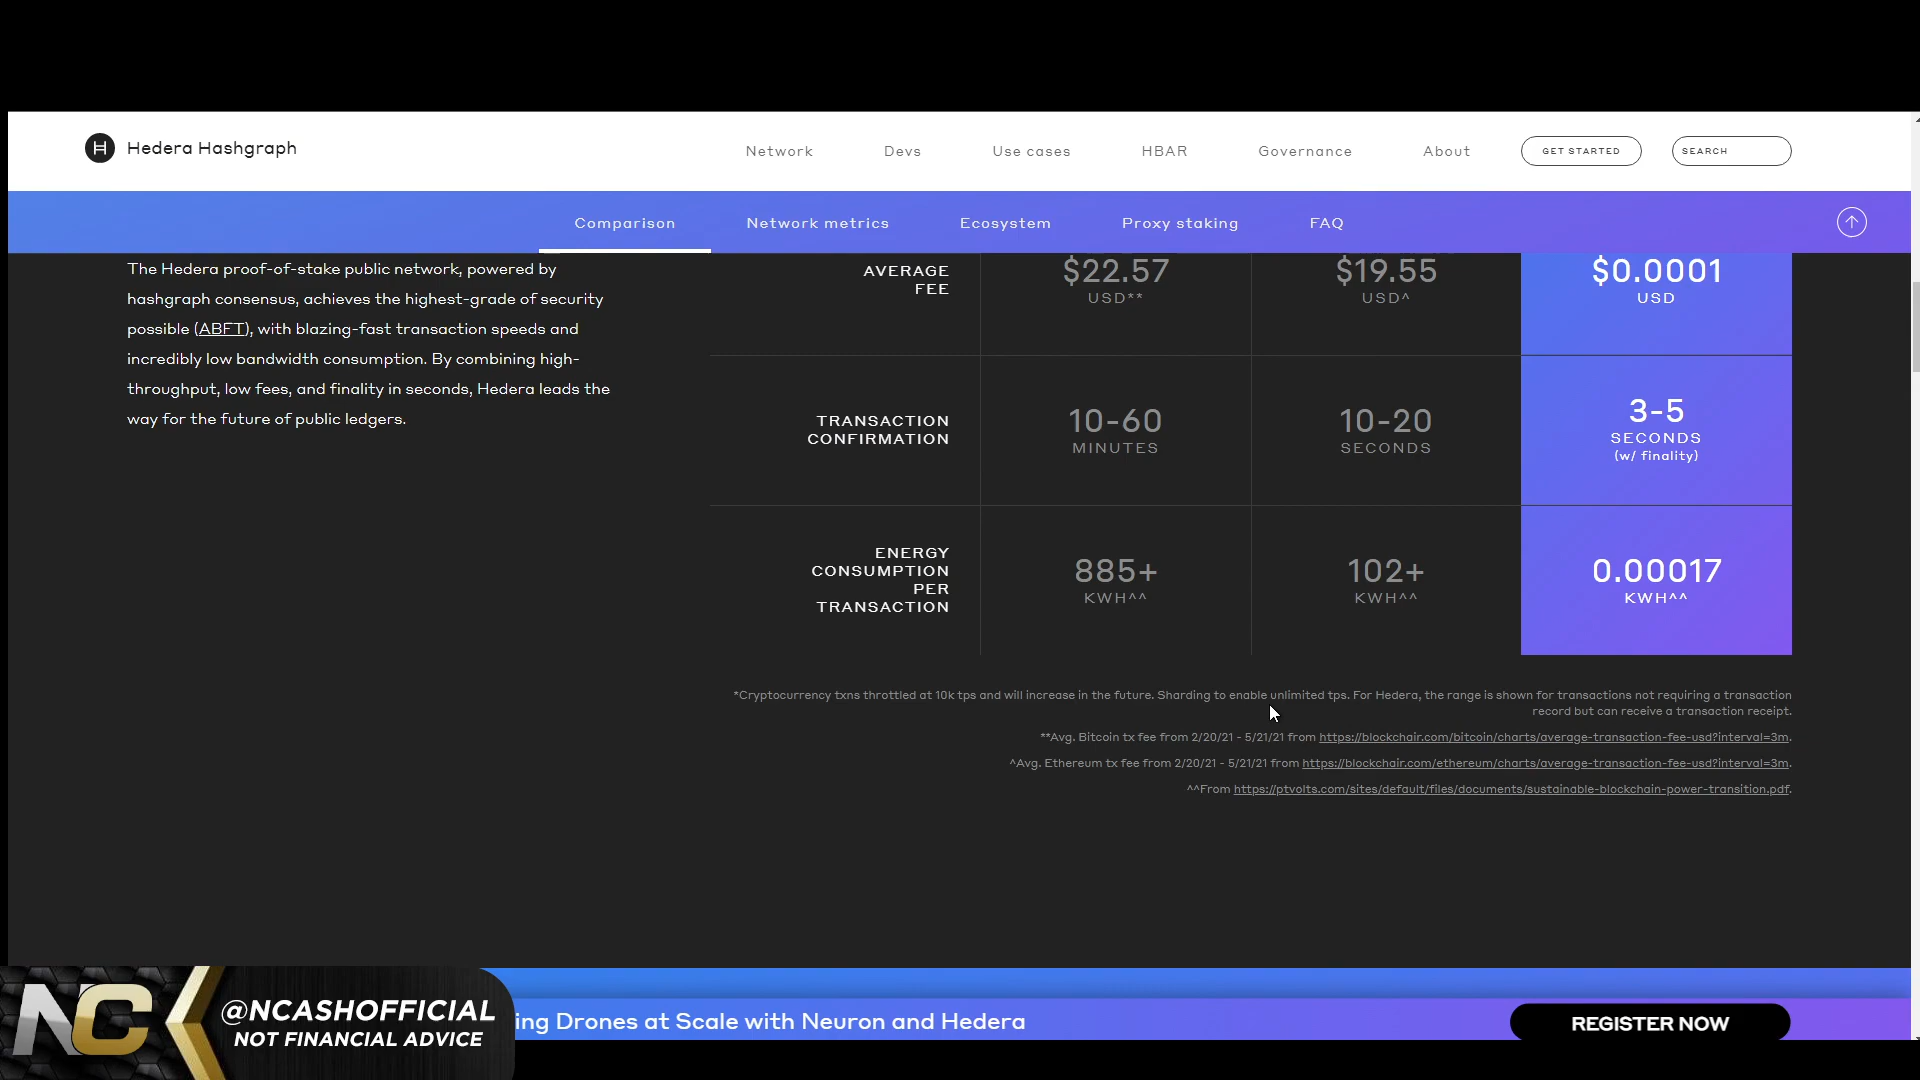 Hedera Hashgraph
Network
Devs
Use cases
HBAR
Governance
About
GET STARTED
SEARCH
Comparison
Network metrics
Ecosystem
Proxy staking
FAQ
The Hedera proof-of-stake public network, powered by
hashgraph consensus, achieves the highest-grade of security
possible (ABFT), with blazing-fast transaction speeds and
incredibly low bandwidth consumption. By combining high-
throughput, low fees, and finality in seconds, Hedera leads the
way for the future of public ledgers.
AVERAGE
FEE
$22.57
USD**
$19.55
USD^
$0.0001
USD
TRANSACTION
CONFIRMATION
10-60
MINUTES
10-20
SECONDS
3-5
SECONDS
(w/ finality)
ENERGY
CONSUMPTION
PER
TRANSACTION
885+
KWH^^
102+
KWH^^
0.00017
KWH^^
*Cryptocurrency txns throttled at 10k tps and will increase in the future. Sharding to enable unlimited tps. For Hedera, the range is shown for transactions not requiring a transaction
record but can receive a transaction receipt.
**Avg. Bitcoin tx fee from 2/20/21 - 5/21/21 from https://blockchair.com/bitcoin/charts/average-transaction-fee-usd?interval=3m.
^Avg. Ethereum tx fee from 2/20/21 - 5/21/21 from https://blockchair.com/ethereum/charts/average-transaction-fee-usd?interval=3m.
^^From https://ptvolts.com/sites/default/files/documents/sustainable-blockchain-power-transition.pdf.
NC
@NCASHOFFICIAL
NOT FINANCIAL ADVICE
ing Drones at Scale with Neuron and Hedera
REGISTER NOW